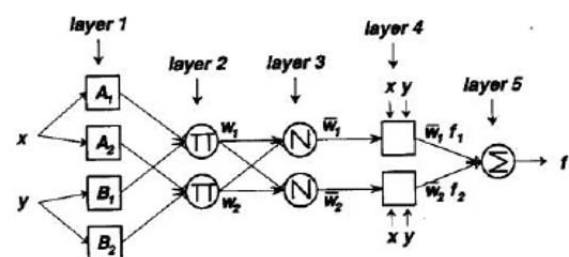 layer 1
layer 4
layer 2
layer 3
layer 5
A₁
x y
x
A₂
∏
w₁
N
w̅₁
w̅₁ f₁
Σ
f
y
B₁
∏
w₂
N
w̅₂
w̅₂ f₂
B₂
x y